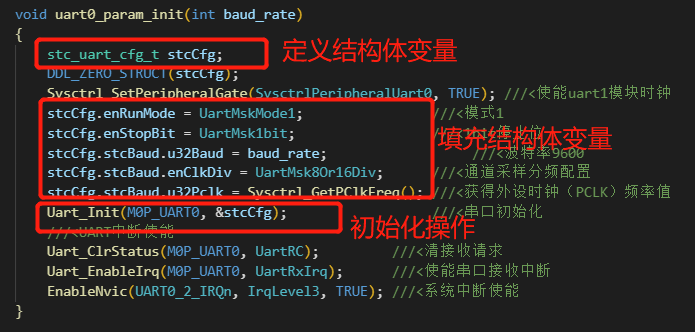 void uart0_param_init(int baud_rate)
{
stc_uart_cfg_t stcCfg; 定义结构体变量
DDL_ZERO_STRUCT(stcCfg);
Sysctrl_SetPeripheralGate(SysctrlPeripheralUart0, TRUE); ///<使能uart1模块时钟
stcCfg.enRunMode = UartMskMode1; ///<模式1
stcCfg.enStopBit = UartMsk1bit;
填充结构体变量
stcCfg.stcBaud.u32Baud = baud_rate; ///<波特率9600
stcCfg.stcBaud.enClkDiv = UartMsk8Or16Div; ///<通道采样分频配置
stcCfg.stcBaud.u32Pclk = Sysctrl_GetPClkFreq(); ///<获得外设时钟（PCLK）频率值
Uart_Init(M0P_UART0, &stcCfg); ///<串口初始化
初始化操作
///<UART中断使能
Uart_ClrStatus(M0P_UART0, UartRC); ///<清接收请求
Uart_EnableIrq(M0P_UART0, UartRxIrq); ///<使能串口接收中断
EnableNvic(UART0_2_IRQn, IrqLevel3, TRUE); ///<系统中断使能
}